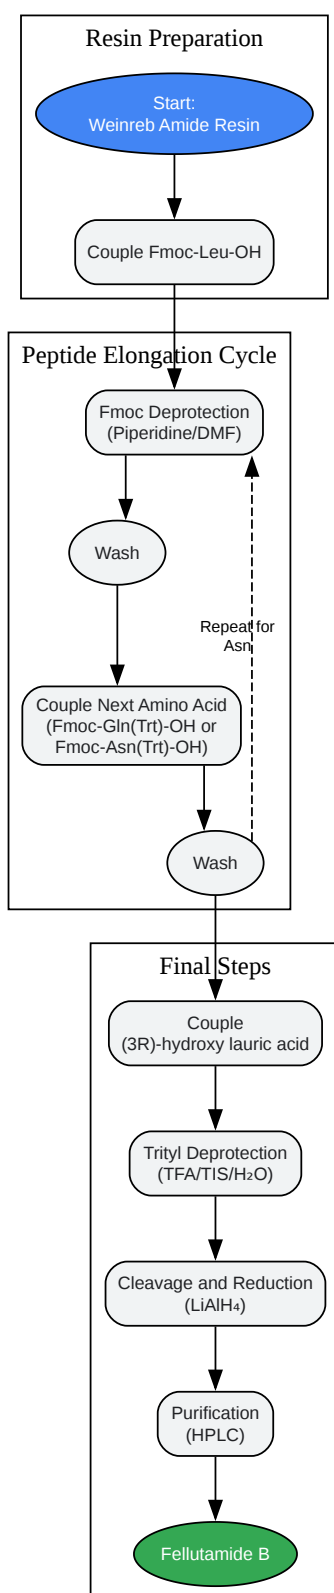 Resin Preparation
Start:
Weinreb Amide Resin
Couple Fmoc-Leu-OH
Peptide Elongation Cycle
Fmoc Deprotection
(Piperidine/DMF)
Wash
Repeat for
Asn
Couple Next Amino Acid
(Fmoc-Gln(Trt)-OH or
Fmoc-Asn(Trt)-OH)
Wash
Final Steps
Couple
(3R)-hydroxy lauric acid
Trityl Deprotection
(TFA/TIS/H₂O)
Cleavage and Reduction
(LiAlH₄)
Purification
(HPLC)
Fellutamide B